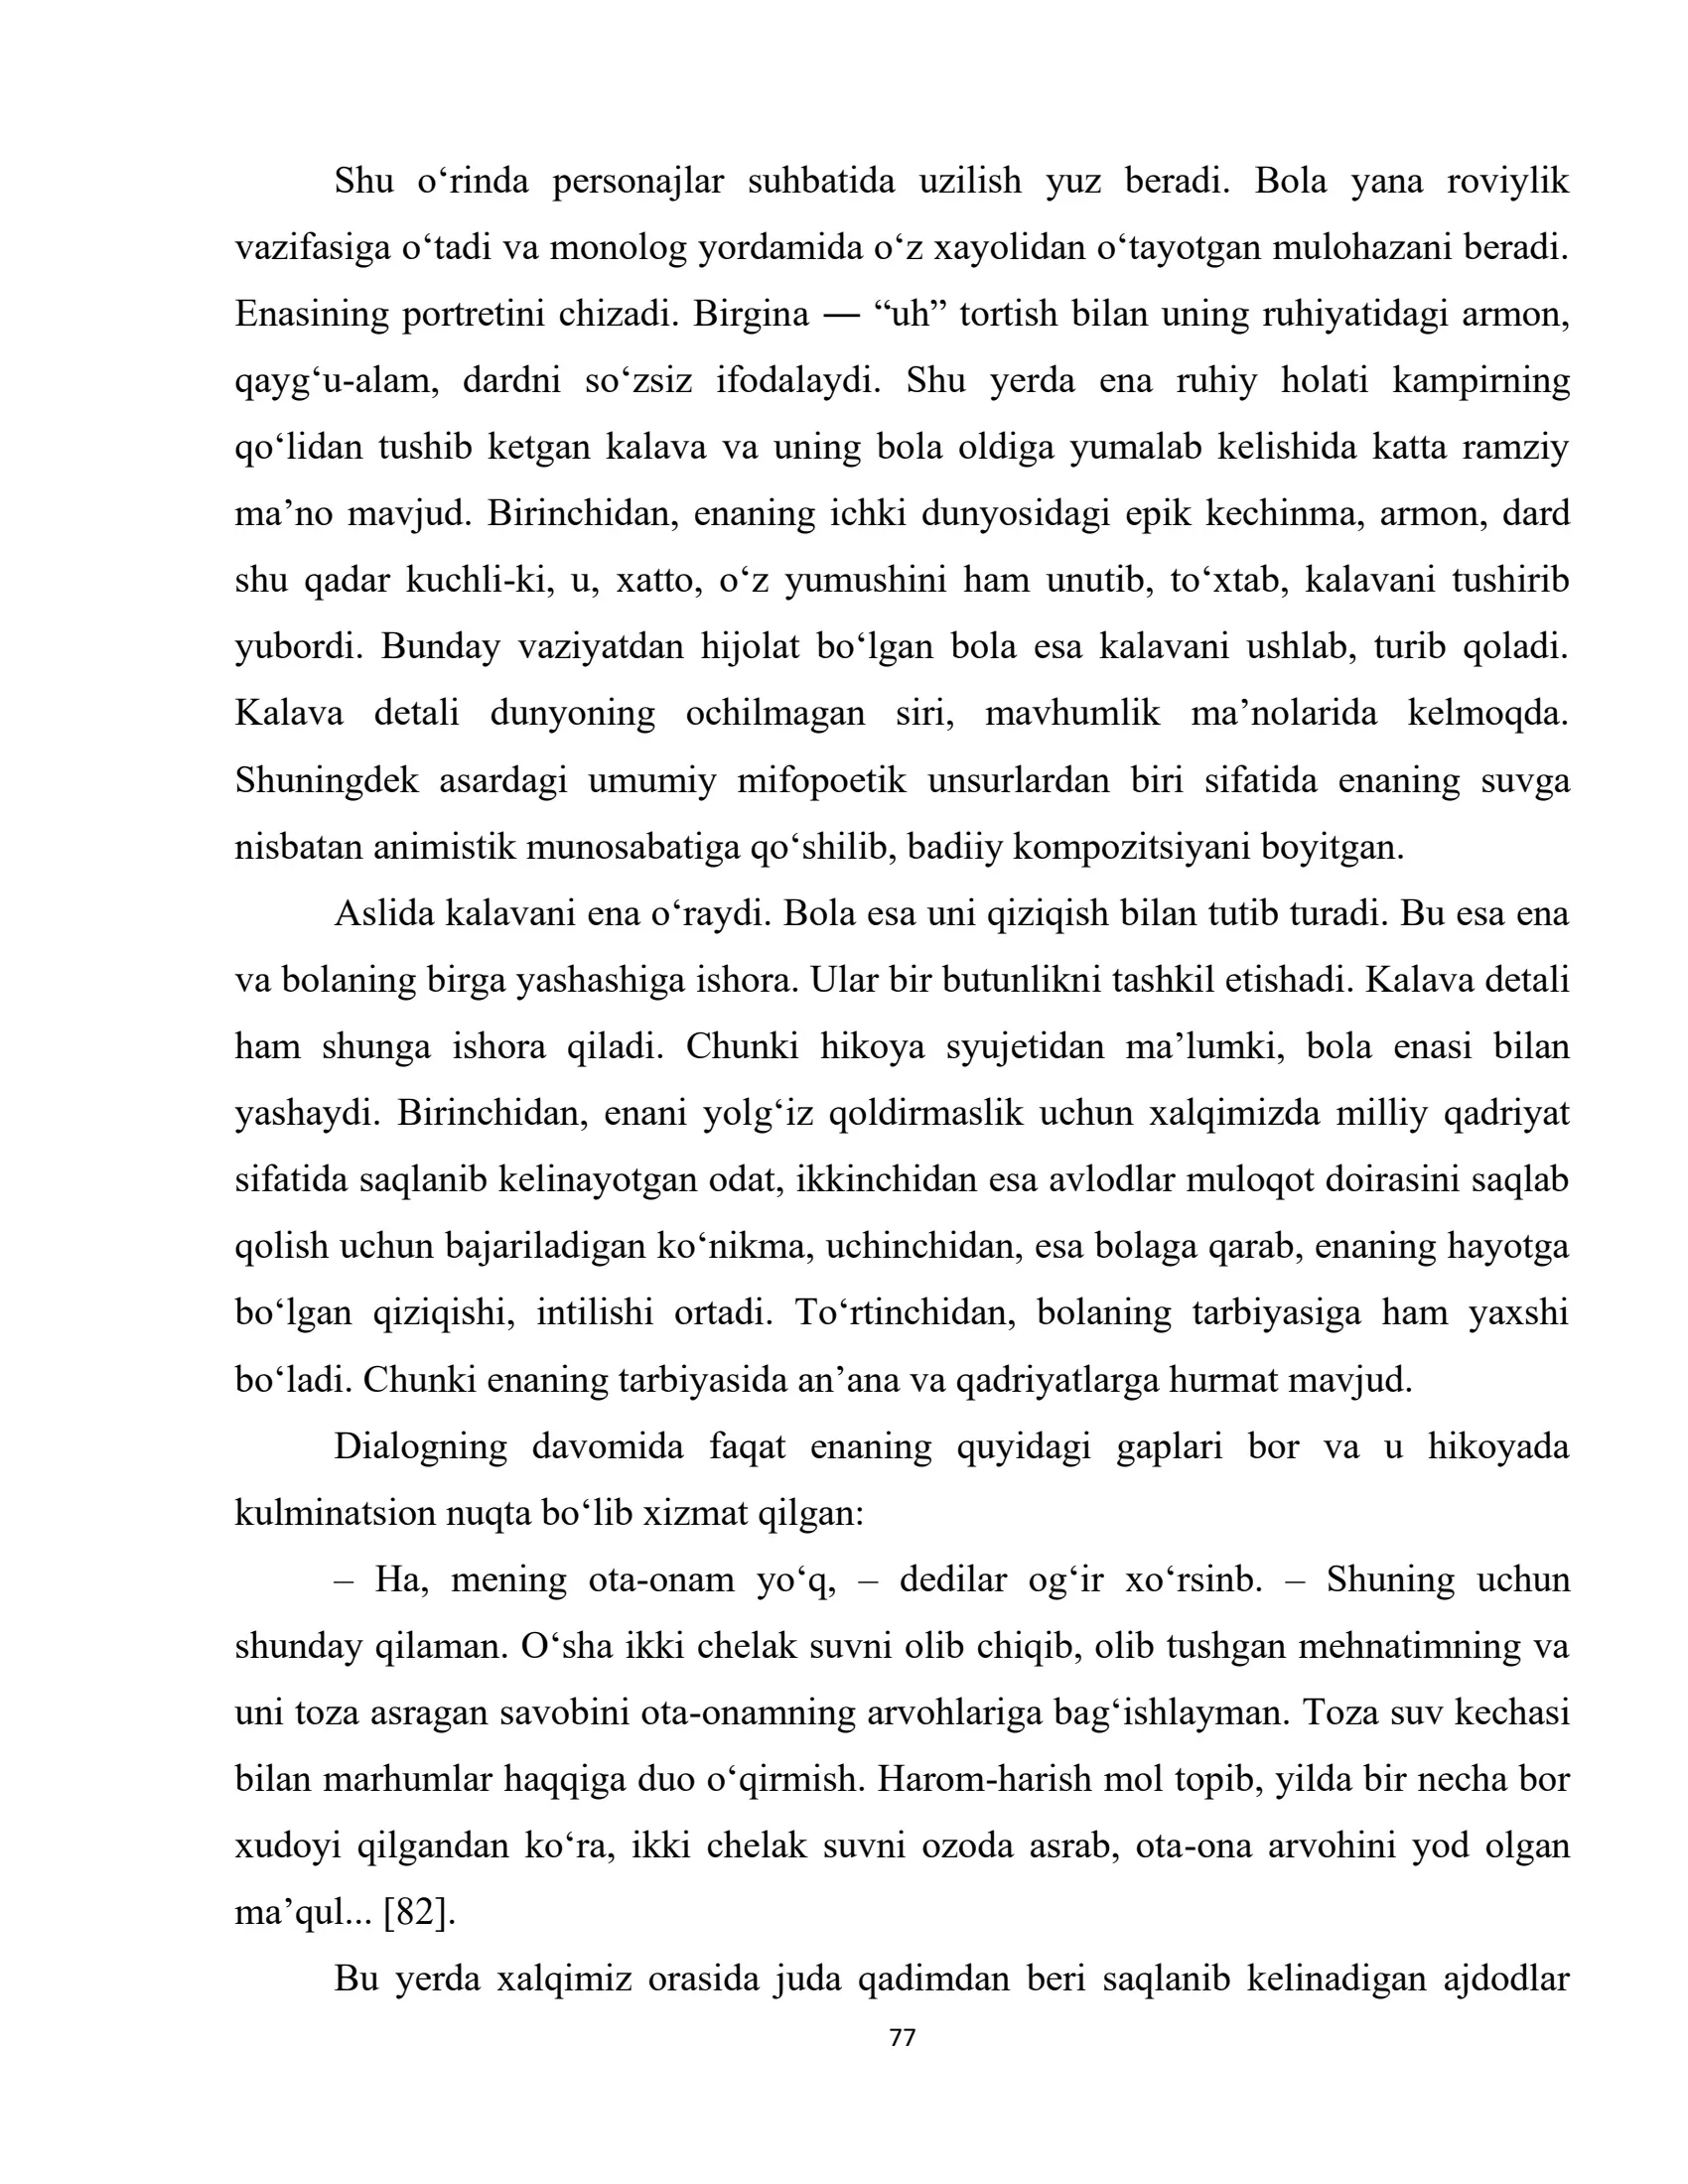 Shu o‘rinda personajlar suhbatida uzilish yuz beradi. Bola yana roviylik
vazifasiga o‘tadi va monolog yordamida o‘z xayolidan o‘tayotgan mulohazani beradi.
Enasining portretini chizadi. Birgina — “uh” tortish bilan uning ruhiyatidagi armon,
qayg‘u-alam, dardni so‘zsiz ifodalaydi. Shu yerda ena ruhiy holati kampirning
qo‘lidan tushib ketgan kalava va uning bola oldiga yumalab kelishida katta ramziy
ma’no mavjud. Birinchidan, enaning ichki dunyosidagi epik kechinma, armon, dard
shu qadar kuchli-ki, u, xatto, o‘z yumushini ham unutib, to‘xtab, kalavani tushirib
yubordi. Bunday vaziyatdan hijolat bo‘lgan bola esa kalavani ushlab, turib qoladi.
Kalava detali dunyoning ochilmagan siri, mavhumlik ma’nolarida kelmoqda.
Shuningdek asardagi umumiy mifopoetik unsurlardan biri sifatida enaning suvga
nisbatan animistik munosabatiga qo‘shilib, badiiy kompozitsiyani boyitgan.
Aslida kalavani ena o‘raydi. Bola esa uni qiziqish bilan tutib turadi. Bu esa ena
va bolaning birga yashashiga ishora. Ular bir butunlikni tashkil etishadi. Kalava detali
ham shunga ishora qiladi. Chunki hikoya syujetidan ma’lumki, bola enasi bilan
yashaydi. Birinchidan, enani yolg‘iz qoldirmaslik uchun xalqimizda milliy qadriyat
sifatida saqlanib kelinayotgan odat, ikkinchidan esa avlodlar muloqot doirasini saqlab
qolish uchun bajariladigan ko‘nikma, uchinchidan, esa bolaga qarab, enaning hayotga
bo‘lgan qiziqishi, intilishi ortadi. To‘rtinchidan, bolaning tarbiyasiga ham yaxshi
bo‘ladi. Chunki enaning tarbiyasida an’ana va qadriyatlarga hurmat mavjud.
Dialogning davomida faqat enaning quyidagi gaplari bor va u hikoyada
kulminatsion nuqta bo‘lib xizmat qilgan:
– Ha, mening ota-onam yo‘q, – dedilar og‘ir xo‘rsinb. – Shuning uchun
shunday qilaman. O‘sha ikki chelak suvni olib chiqib, olib tushgan mehnatimning va
uni toza asragan savobini ota-onamning arvohlariga bag‘ishlayman. Toza suv kechasi
bilan marhumlar haqqiga duo o‘qirmish. Harom-harish mol topib, yilda bir necha bor
xudoyi qilgandan ko‘ra, ikki chelak suvni ozoda asrab, ota-ona arvohini yod olgan
ma’qul... [82].
Bu yerda xalqimiz orasida juda qadimdan beri saqlanib kelinadigan ajdodlar
77